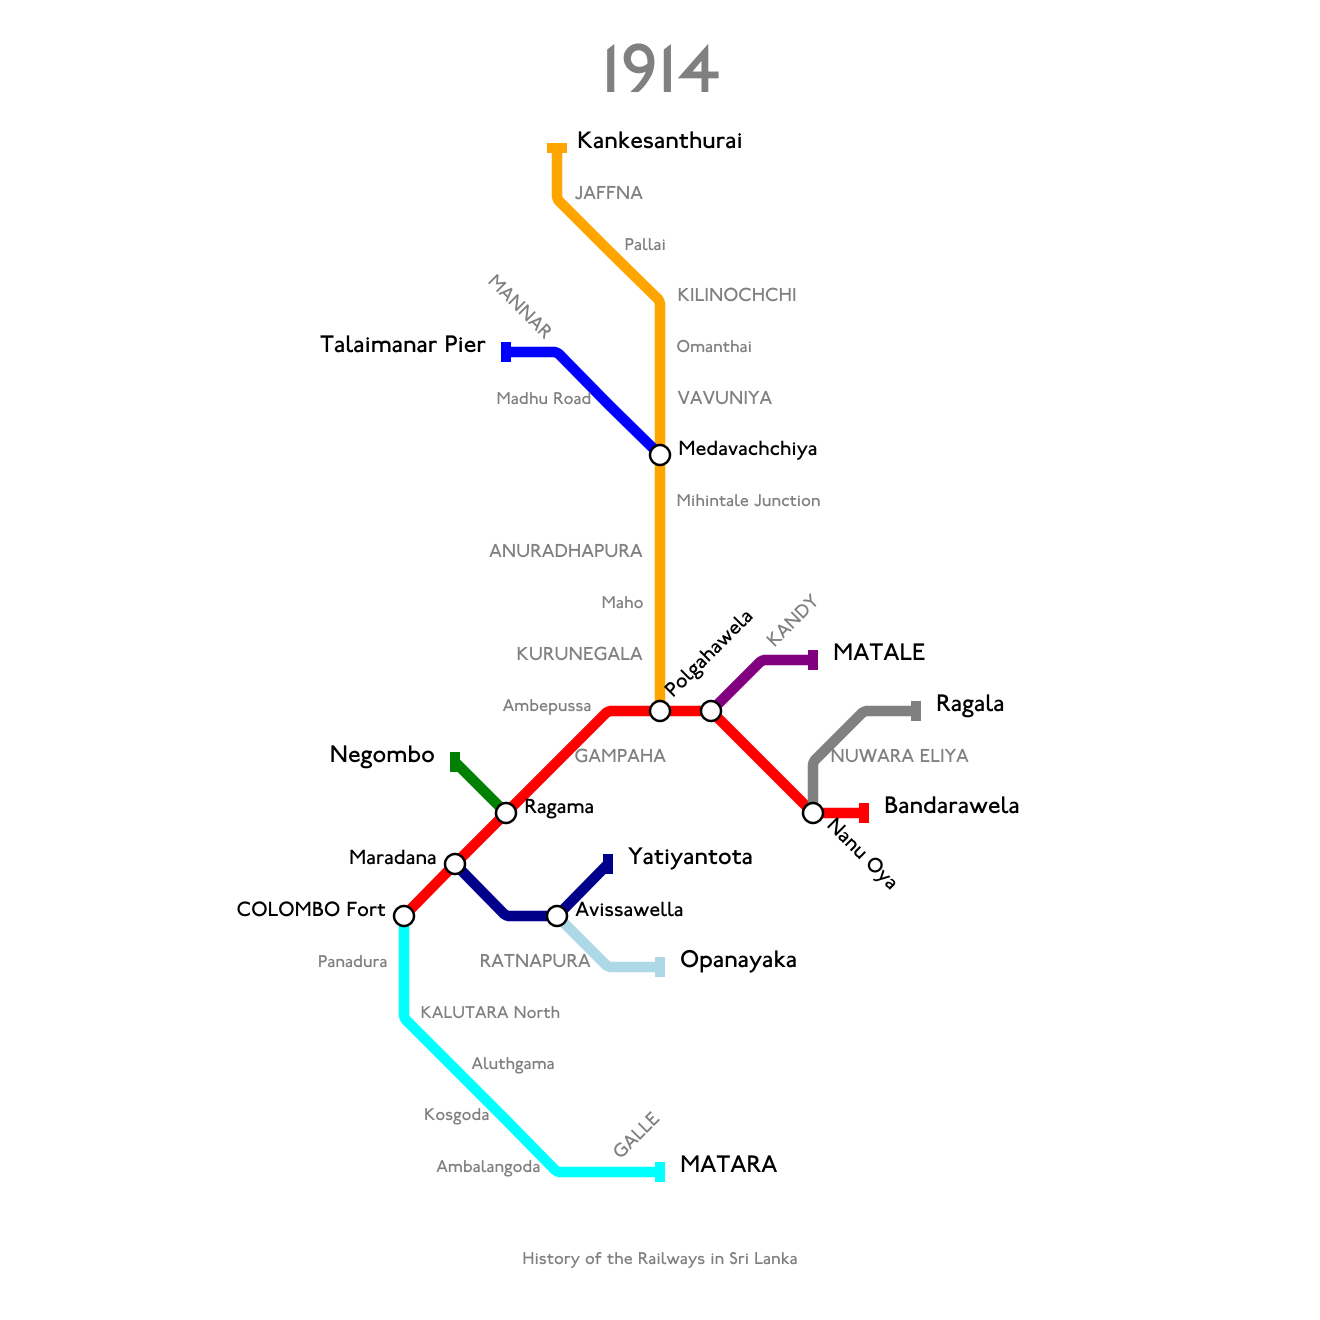 1914
Kankesanthurai
JAFFNA
Pallai
MANNAR
KILINOCHCHI
Talaimanar Pier
Omanthai
Madhu Road
VAVUNIYA
Medavachchiya
Mihintale Junction
ANURADHAPURA
Maho
KANDY
KURUNEGALA
Polgahawela
MATALE
Ambepussa
Ragala
Negombo
GAMPAHA
NUWARA ELIYA
Ragama
Bandarawela
Nanu Oya
Maradana
Yatiyantota
COLOMBO Fort
Avissawella
Panadura
RATNAPURA
Opanayaka
KALUTARA North
Aluthgama
Kosgoda
GALLE
Ambalangoda
MATARA
History of the Railways in Sri Lanka